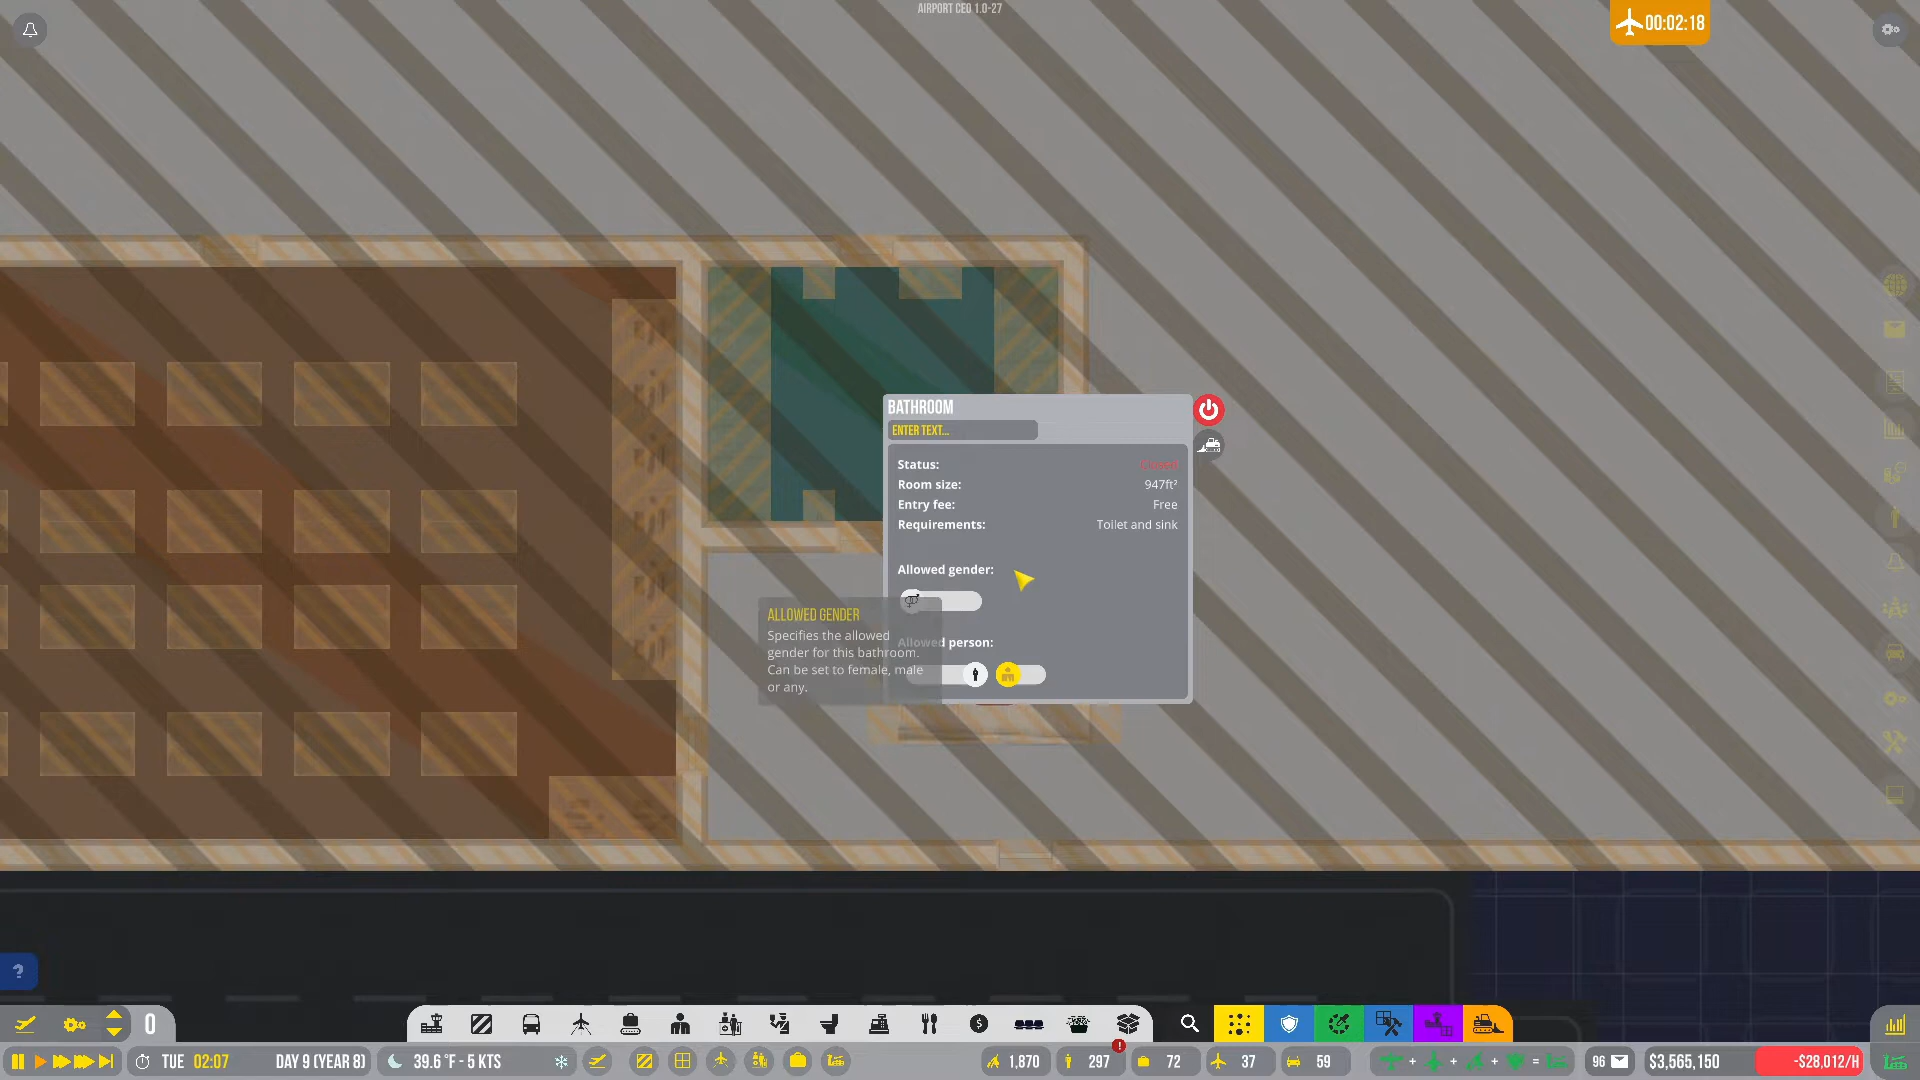 AIRPORT CEO 1.0-27
00:02:18
BATHROOM
ENTER TEXT...
Status: Closed
Room size: 947ft²
Entry fee: Free
Requirements: Toilet and sink
Allowed gender:
ALLOWED GENDER
Specifies the allowed
gender for this bathroom.
Can be set to female, male
or any.
Allowed person:
?
0
TUE 02:07 DAY 9 (YEAR 8) 39.6°F - 5 KTS
1,870 297 72 37 59 + + + = 96 $3,565,150 -$28,012/H